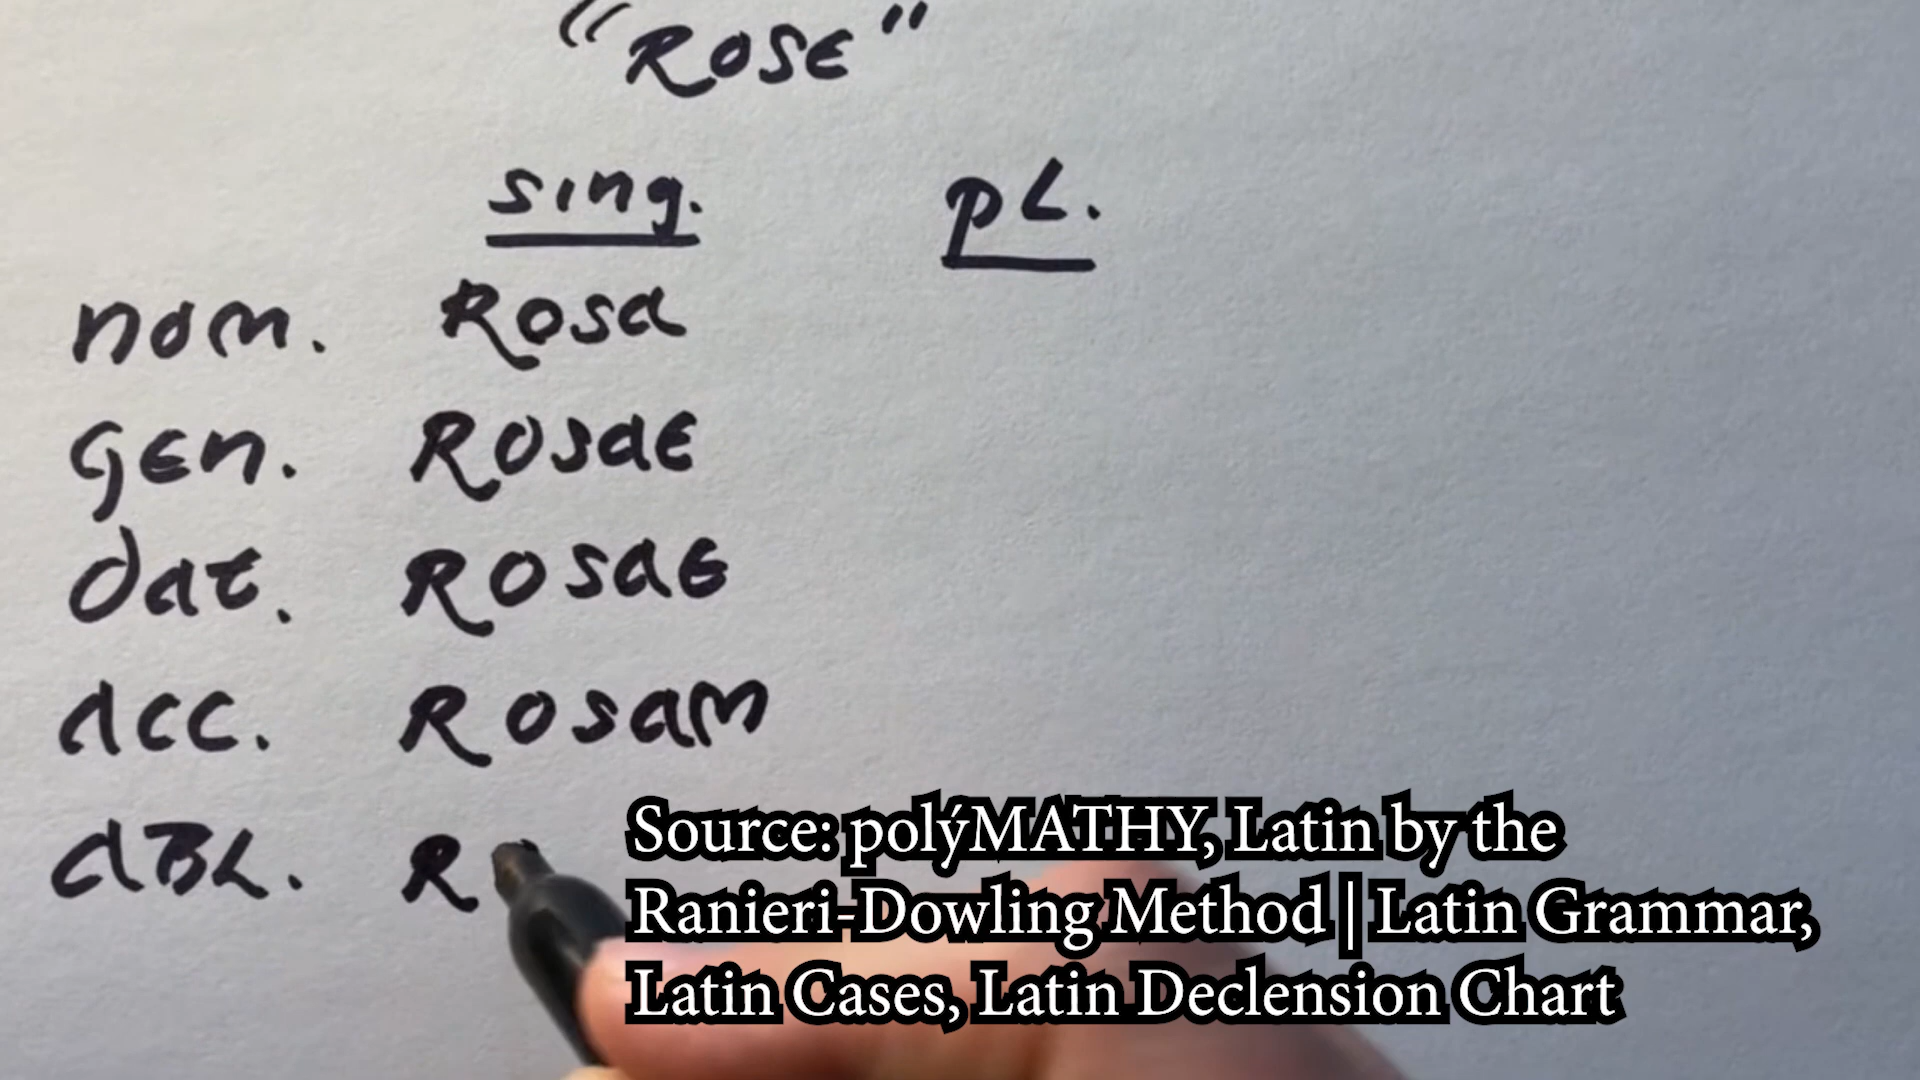 "ROSE"
sing. pl.
nom. Rosa
gen. Rosae
dat. Rosae
acc. Rosam
abl. R
Source: polýMATHY, Latin by the
Ranieri-Dowling Method | Latin Grammar,
Latin Cases, Latin Declension Chart